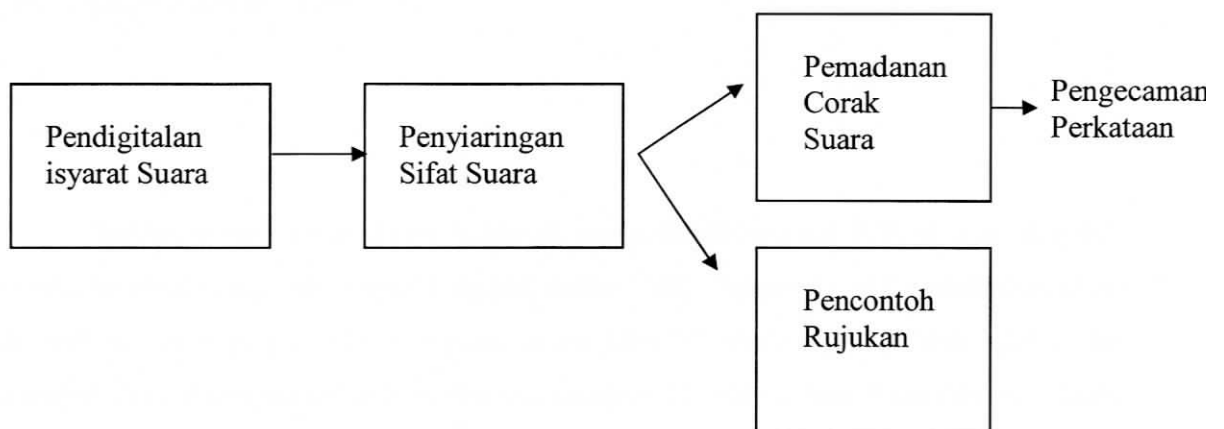 Pendigitalan
isyarat Suara
Penyiaringan
Sifat Suara
Pemadanan
Corak
Suara
Pengecaman
Perkataan
Pencontoh
Rujukan